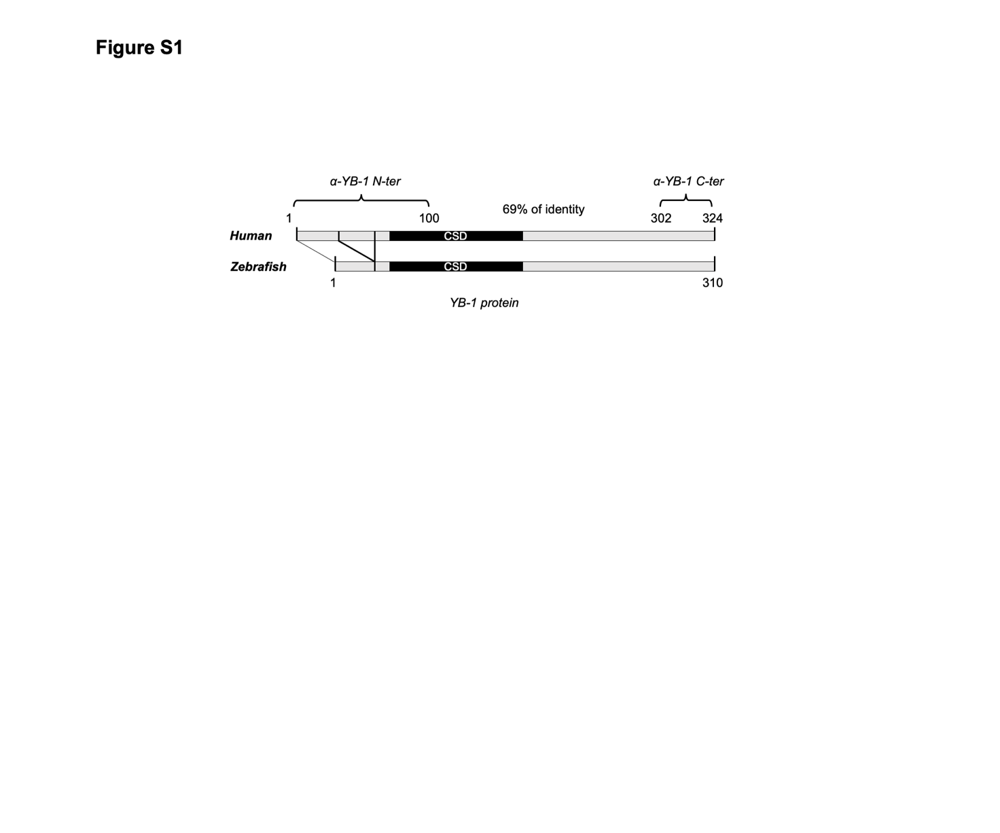 Figure S1
α-YB-1 N-ter
α-YB-1 C-ter
69% of identity
1
100
302
324
Human
CSD
Zebrafish
CSD
1
310
YB-1 protein